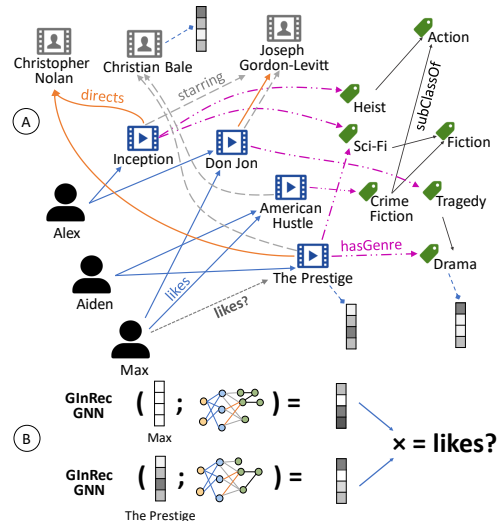 Christopher
Nolan
Christian Bale
Joseph
Gordon-Levitt
Action
directs
starring
subClassOf
Heist
A
Inception
Don Jon
Sci-Fi
Fiction
Alex
American
Hustle
Crime
Fiction
Tragedy
likes
hasGenre
Aiden
The Prestige
Drama
likes?
Max
GInRec
GNN
( ; ) =
Max
B
× = likes?
GInRec
GNN
( ; ) =
The Prestige